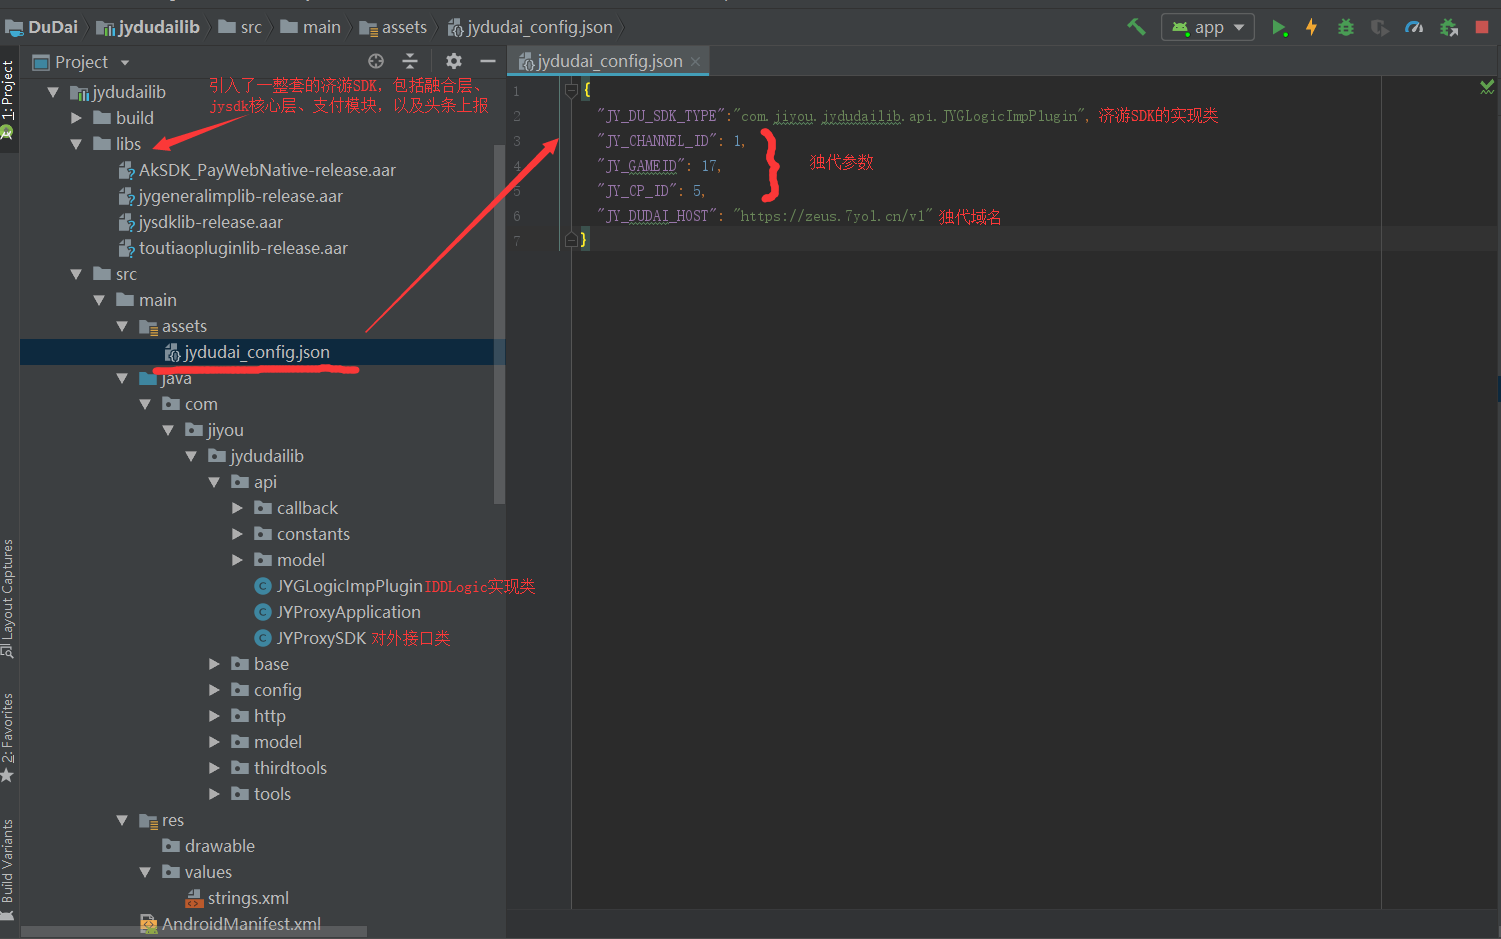 DuDai jydudailib src main assets jydudai_config.json
app
1: Project
Project
jydudai_config.json
jydudailib
引入了一整套的济游SDK，包括融合层、
jysdk核心层、支付模块，以及头条上报
build
libs
AkSDK_PayWebNative-release.aar
jygeneralimplib-release.aar
jysdklib-release.aar
toutiaopluginlib-release.aar
src
main
assets
jydudai_config.json
java
com
jiyou
jydudailib
api
callback
constants
model
JYGLogicImpPlugin IDDLogic实现类
JYProxyApplication
JYProxySDK 对外接口类
base
config
http
model
thirdtools
tools
res
drawable
values
strings.xml
AndroidManifest.xml
1 {
2 "JY_DU_SDK_TYPE":"com.jiyou.jydudailib.api.JYGLogicImpPlugin", 济游SDK的实现类
3 "JY_CHANNEL_ID": 1,
4 "JY_GAMEID": 17,
独代参数
5 "JY_CP_ID": 5,
6 "JY_DUDAI_HOST": "https://zeus.7yol.cn/v1" 独代域名
7 }
Layout Captures
2: Favorites
Build Variants